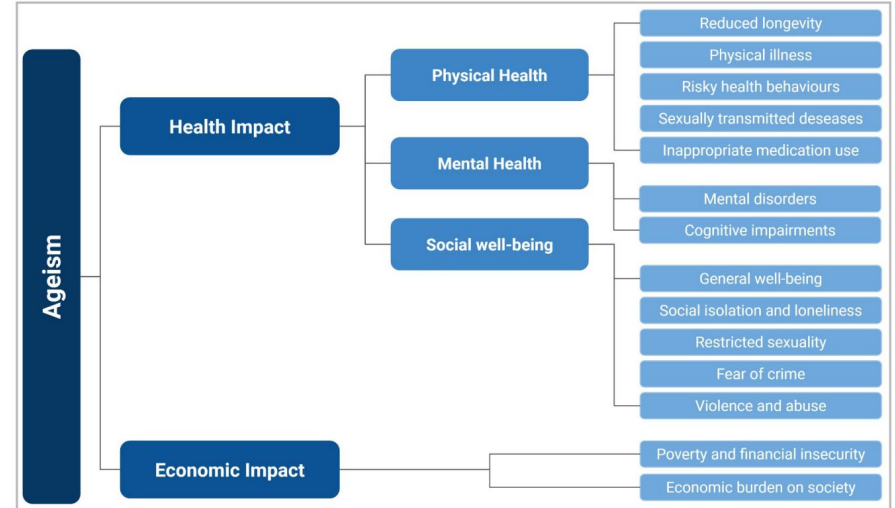 Ageism
Health Impact
Physical Health
Reduced longevity
Physical illness
Risky health behaviours
Sexually transmitted deseases
Inappropriate medication use
Mental Health
Mental disorders
Cognitive impairments
Social well-being
General well-being
Social isolation and loneliness
Restricted sexuality
Fear of crime
Violence and abuse
Economic Impact
Poverty and financial insecurity
Economic burden on society